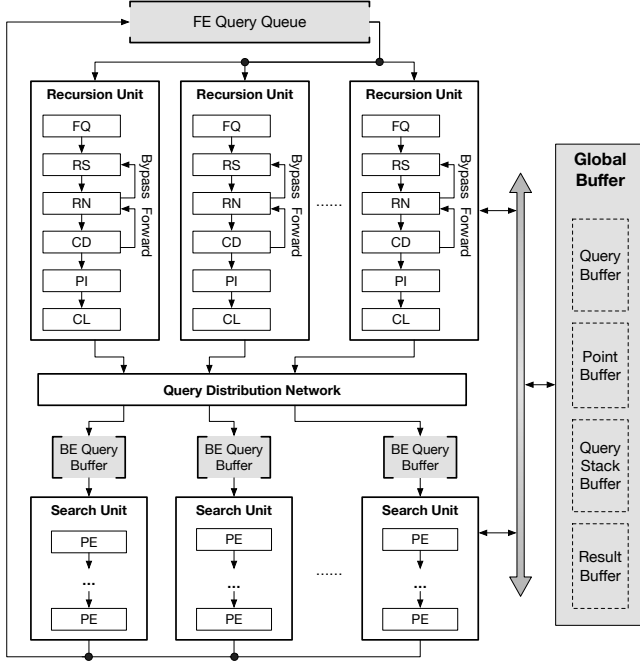 FE Query Queue
Recursion Unit
FQ
RS
RN
CD
PI
CL
Bypass
Forward
Recursion Unit
FQ
RS
RN
CD
PI
CL
Bypass
Forward
......
Recursion Unit
FQ
RS
RN
CD
PI
CL
Bypass
Forward
Query Distribution Network
BE Query
Buffer
BE Query
Buffer
BE Query
Buffer
Search Unit
PE
...
PE
Search Unit
PE
...
PE
......
Search Unit
PE
...
PE
Global
Buffer
Query
Buffer
Point
Buffer
Query
Stack
Buffer
Result
Buffer